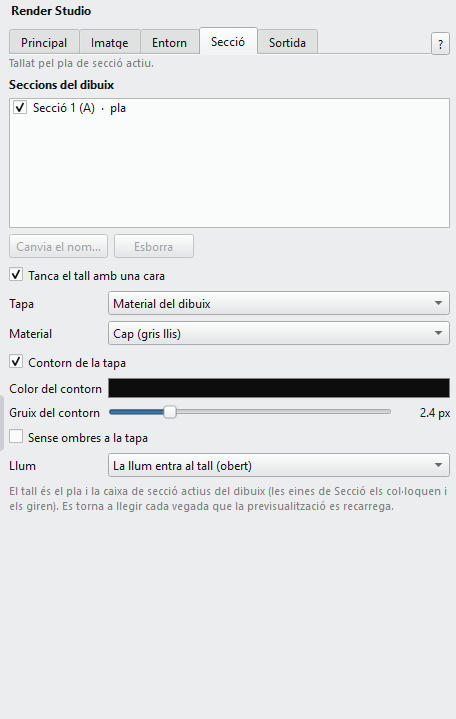 Render Studio
Principal
Imatge
Entorn
Secció
Sortida
?
Tallat pel pla de secció actiu.
Seccions del dibuix
Secció 1 (A) · pla
Canvia el nom...
Esborra
Tanca el tall amb una cara
Tapa
Material del dibuix
Material
Cap (gris llis)
Contorn de la tapa
Color del contorn
Gruix del contorn
2.4 px
Sense ombres a la tapa
Llum
La llum entra al tall (obert)
El tall és el pla i la caixa de secció actius del dibuix (les eines de Secció els col·loquen i
els giren). Es torna a llegir cada vegada que la previsualització es recarrega.